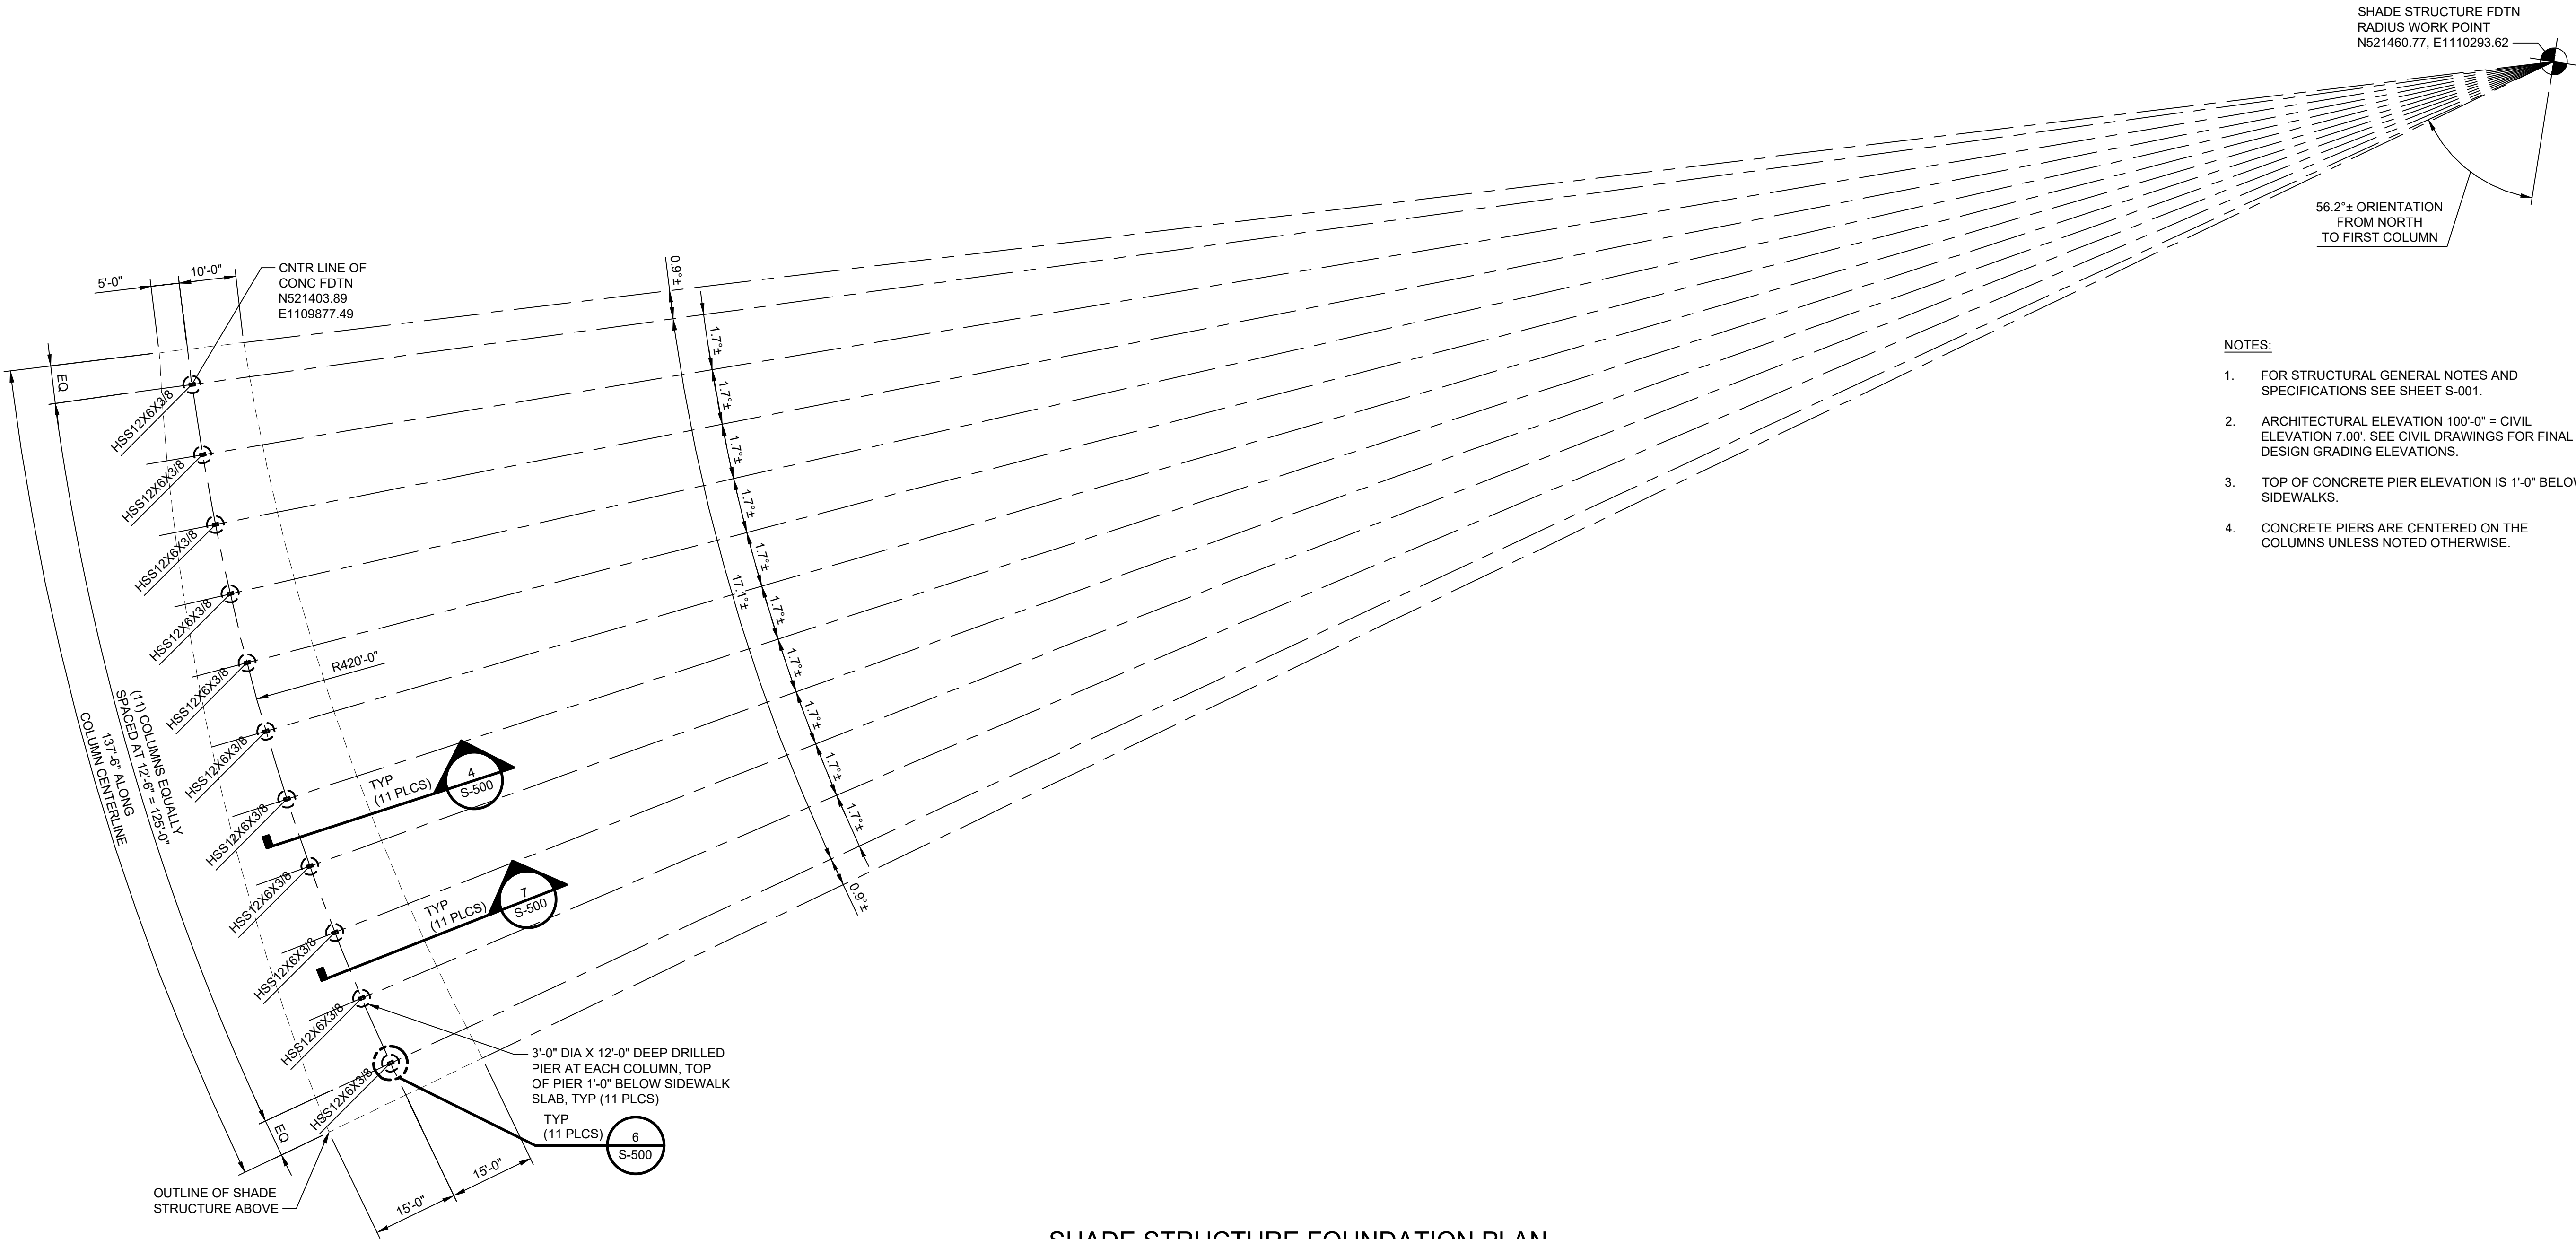 SHADE STRUCTURE FDTN
RADIUS WORK POINT
N521460.77, E1110293.62
56.2°± ORIENTATION
FROM NORTH
TO FIRST COLUMN
5'-0"
10'-0"
CNTR LINE OF
CONC FDTN
N521403.89
E1109877.49
0.9°±
1.7°±
1.7°±
1.7°±
1.7°±
1.7°±
1.7°±
1.7°±
1.7°±
1.7°±
1.7°±
17.1°±
0.9°±
EQ
HSS12X6X3/8
HSS12X6X3/8
HSS12X6X3/8
HSS12X6X3/8
HSS12X6X3/8
HSS12X6X3/8
HSS12X6X3/8
HSS12X6X3/8
HSS12X6X3/8
HSS12X6X3/8
HSS12X6X3/8
R420'-0"
(11) COLUMNS EQUALLY
SPACED AT 12'-6" = 125'-0"
137'-6" ALONG
COLUMN CENTERLINE
EQ
TYP
(11 PLCS)
4
S-500
TYP
(11 PLCS)
7
S-500
3'-0" DIA X 12'-0" DEEP DRILLED
PIER AT EACH COLUMN, TOP
OF PIER 1'-0" BELOW SIDEWALK
SLAB, TYP (11 PLCS)
TYP
(11 PLCS)
6
S-500
15'-0"
15'-0"
OUTLINE OF SHADE
STRUCTURE ABOVE
NOTES:
1. FOR STRUCTURAL GENERAL NOTES AND
SPECIFICATIONS SEE SHEET S-001.
2. ARCHITECTURAL ELEVATION 100'-0" = CIVIL
ELEVATION 7.00'. SEE CIVIL DRAWINGS FOR FINAL
DESIGN GRADING ELEVATIONS.
3. TOP OF CONCRETE PIER ELEVATION IS 1'-0" BELOW
SIDEWALKS.
4. CONCRETE PIERS ARE CENTERED ON THE
COLUMNS UNLESS NOTED OTHERWISE.
SHADE STRUCTURE FOUNDATION PLAN